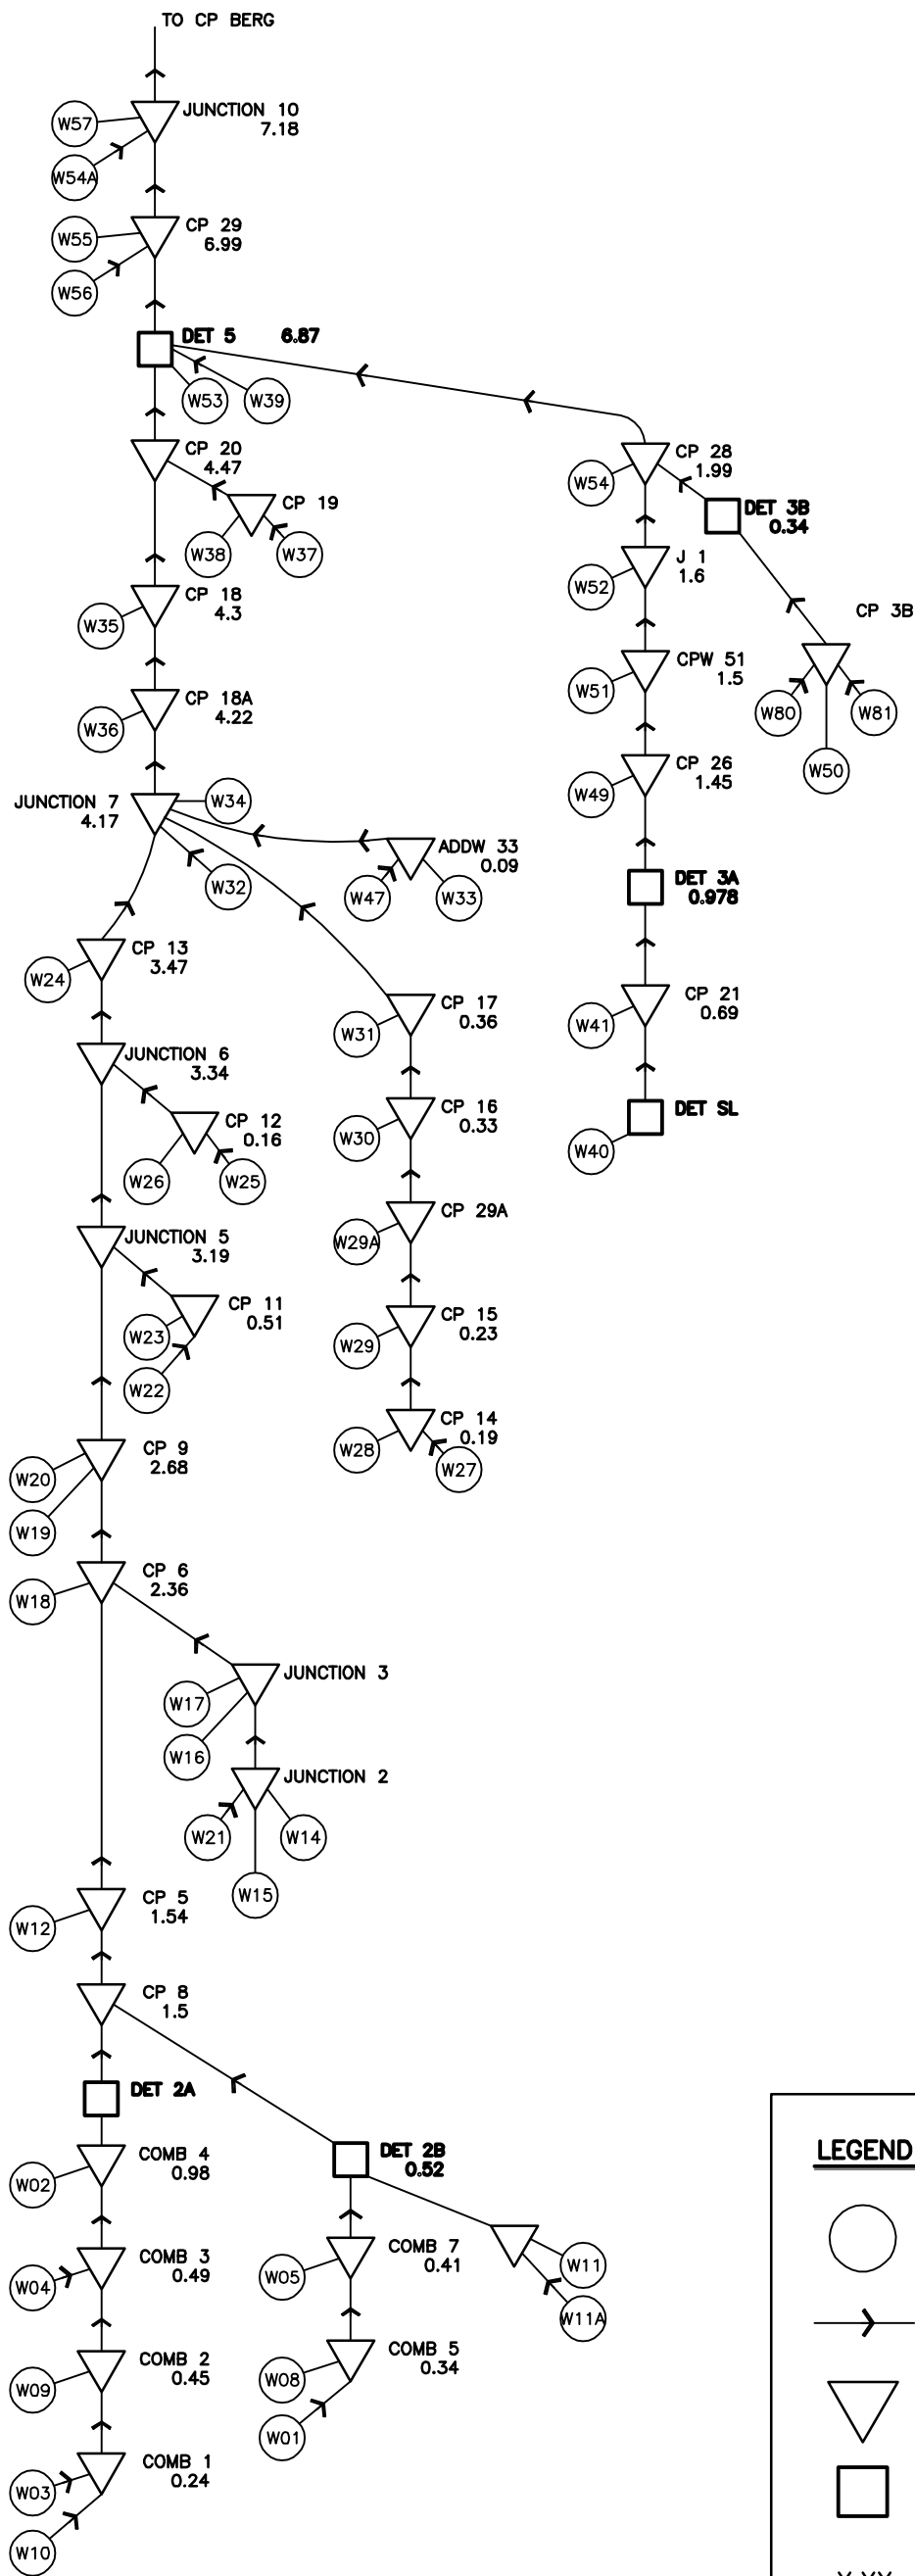 TO CP BERG
JUNCTION 10
7.18
W57
W54A
CP 29
6.99
W55
W56
DET 5 6.87
W53
W39
CP 20
4.47
CP 19
W38
W37
CP 28
1.99
W54
DET 3B
0.34
J 1
1.6
W52
CP 18
4.3
W35
CP 3B
CPW 51
1.5
W51
W80
W81
W50
CP 18A
4.22
W36
CP 26
1.45
W49
JUNCTION 7
4.17
W34
W32
ADDW 33
0.09
W47
W33
DET 3A
0.978
CP 13
3.47
W24
CP 17
0.36
W31
CP 21
0.69
W41
JUNCTION 6
3.34
CP 12
0.16
W26
W25
CP 16
0.33
W30
DET SL
W40
CP 29A
W29A
JUNCTION 5
3.19
CP 11
0.51
W23
W22
CP 15
0.23
W29
CP 14
0.19
W28
W27
CP 9
2.68
W20
W19
CP 6
2.36
W18
JUNCTION 3
W17
W16
JUNCTION 2
W21
W14
W15
CP 5
1.54
W12
CP 8
1.5
DET 2A
COMB 4
0.98
W02
DET 2B
0.52
COMB 3
0.49
W04
COMB 7
0.41
W05
W11
W11A
COMB 2
0.45
W09
COMB 5
0.34
W08
W01
COMB 1
0.24
W03
W10
LEGEND